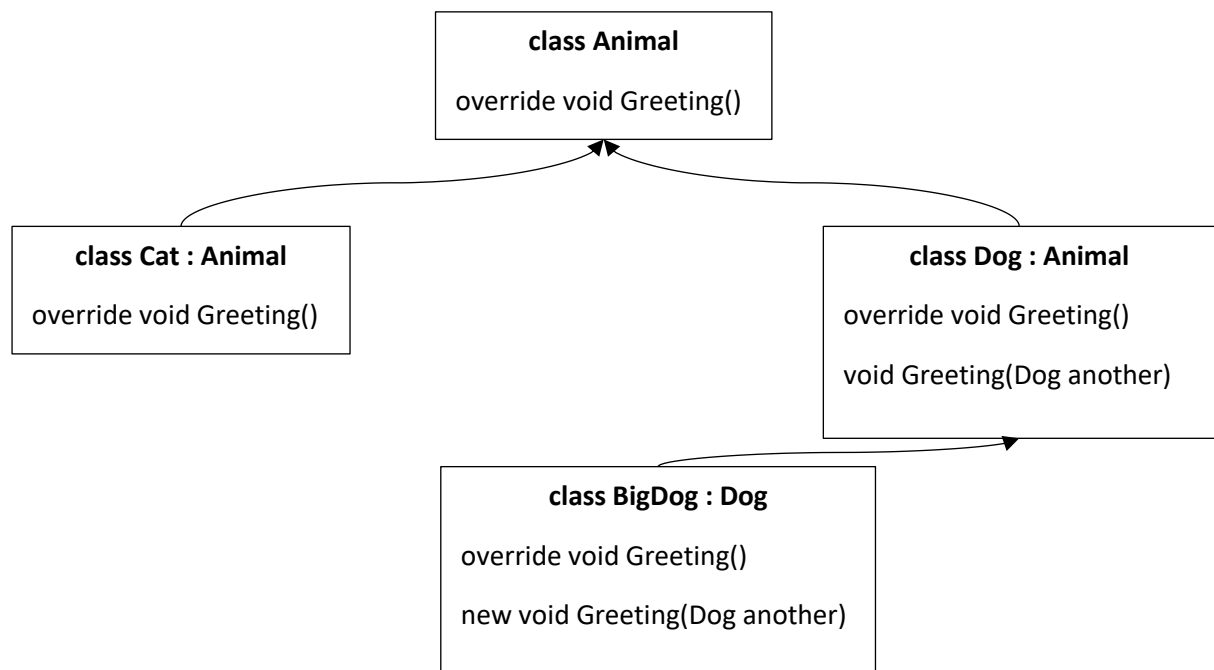 class Animal
override void Greeting()
class Cat : Animal
override void Greeting()
class Dog : Animal
override void Greeting()
void Greeting(Dog another)
class BigDog : Dog
override void Greeting()
new void Greeting(Dog another)